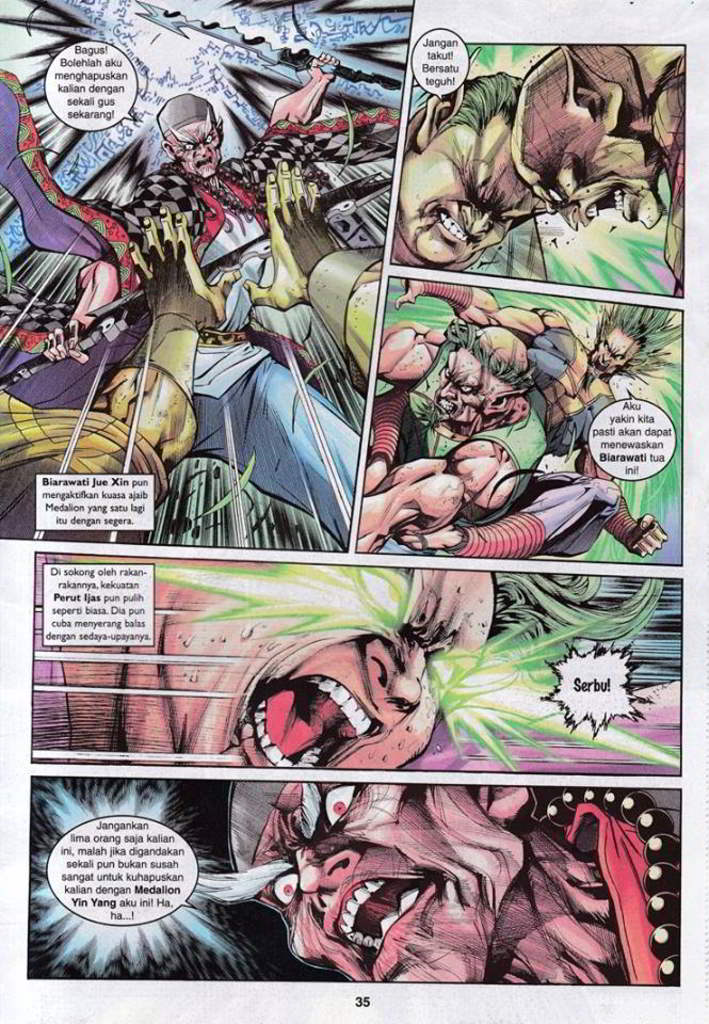 Bagus!
Bolehlah aku
menghapuskan
kalian dengan
sekali gus
sekarang!
Biarawati Jue Xin pun
mengaktifkan kuasa ajaib
Medalion yang satu lagi
itu dengan segera.
Jangan
takut!
Bersatu
teguh!
Aku
yakin kita
pasti akan dapat
menewaskan
Biarawati tua
ini!
Di sokong oleh rakan-
rakannya, kekuatan
Perut Ijas pun pulih
seperti biasa. Dia pun
cuba menyerang balas
dengan sedaya-upayanya.
Serbu!
Jangankan
lima orang saja kalian
ini, malah jika digandakan
sekali pun bukan susah
sangat untuk kuhapuskan
kalian dengan Medalion
Yin Yang aku ini! Ha,
ha...!
35